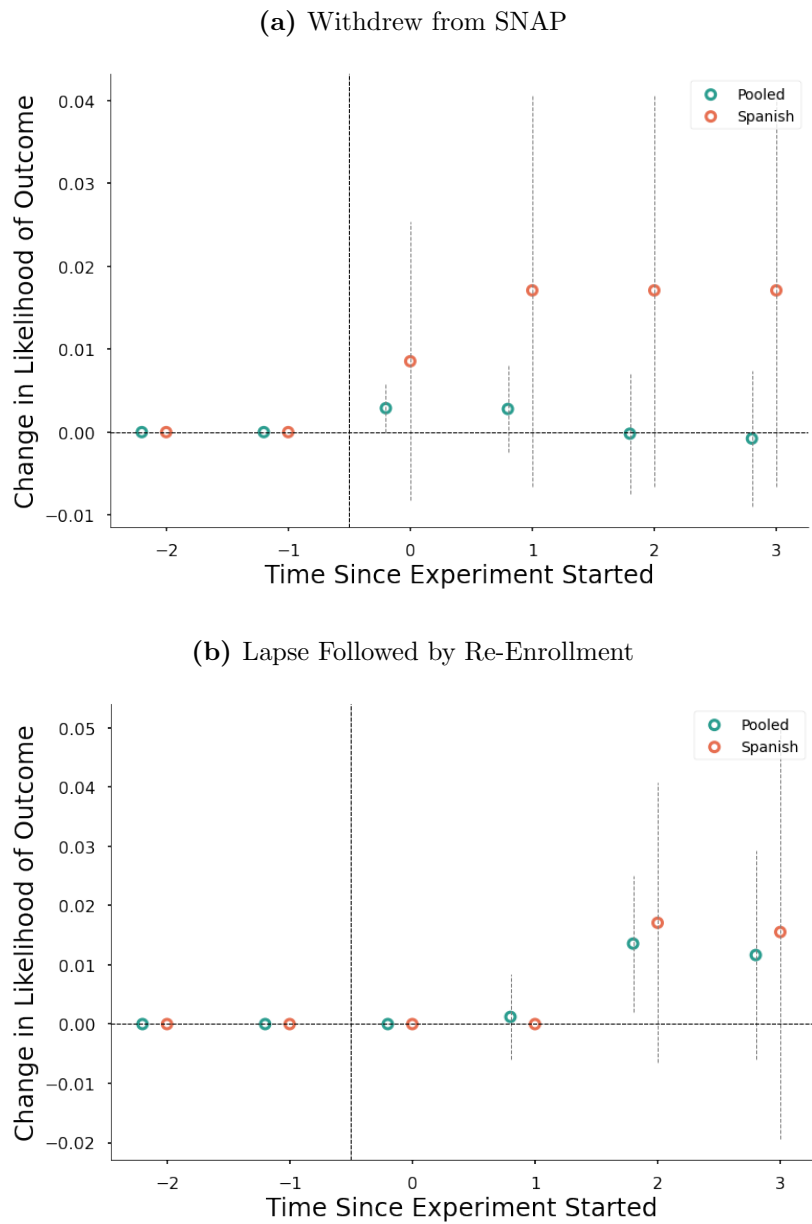 (a) Withdrew from SNAP
Pooled
Spanish
Change in Likelihood of Outcome
0.04
0.03
0.02
0.01
0.00
−0.01
−2 −1 0 1 2 3
Time Since Experiment Started
(b) Lapse Followed by Re-Enrollment
Pooled
Spanish
Change in Likelihood of Outcome
0.05
0.04
0.03
0.02
0.01
0.00
−0.01
−0.02
−2 −1 0 1 2 3
Time Since Experiment Started